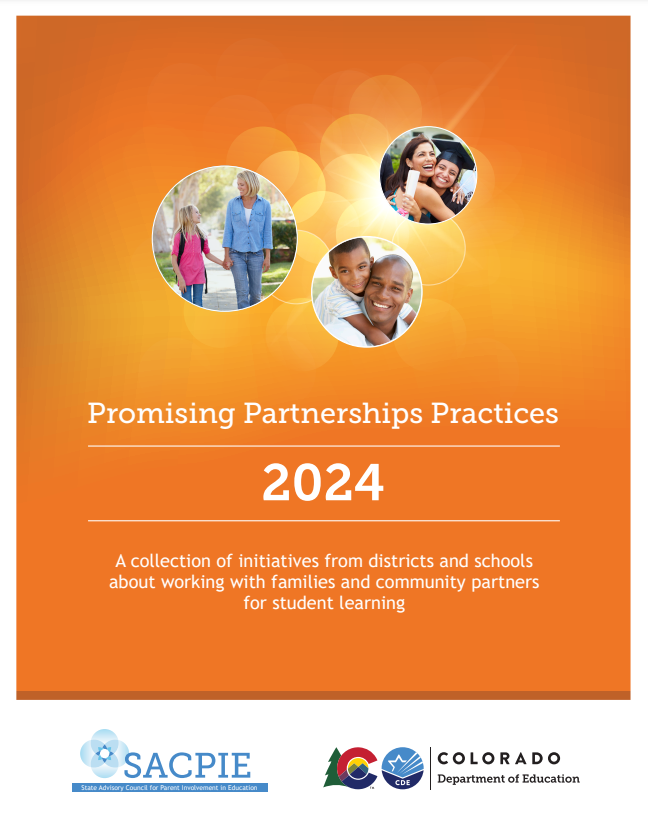 Promising Partnerships Practices
2024
A collection of initiatives from districts and schools
about working with families and community partners
for student learning
SACPIE
State Advisory Council for Parent Involvement in Education
C
CDE
COLORADO
Department of Education
TM